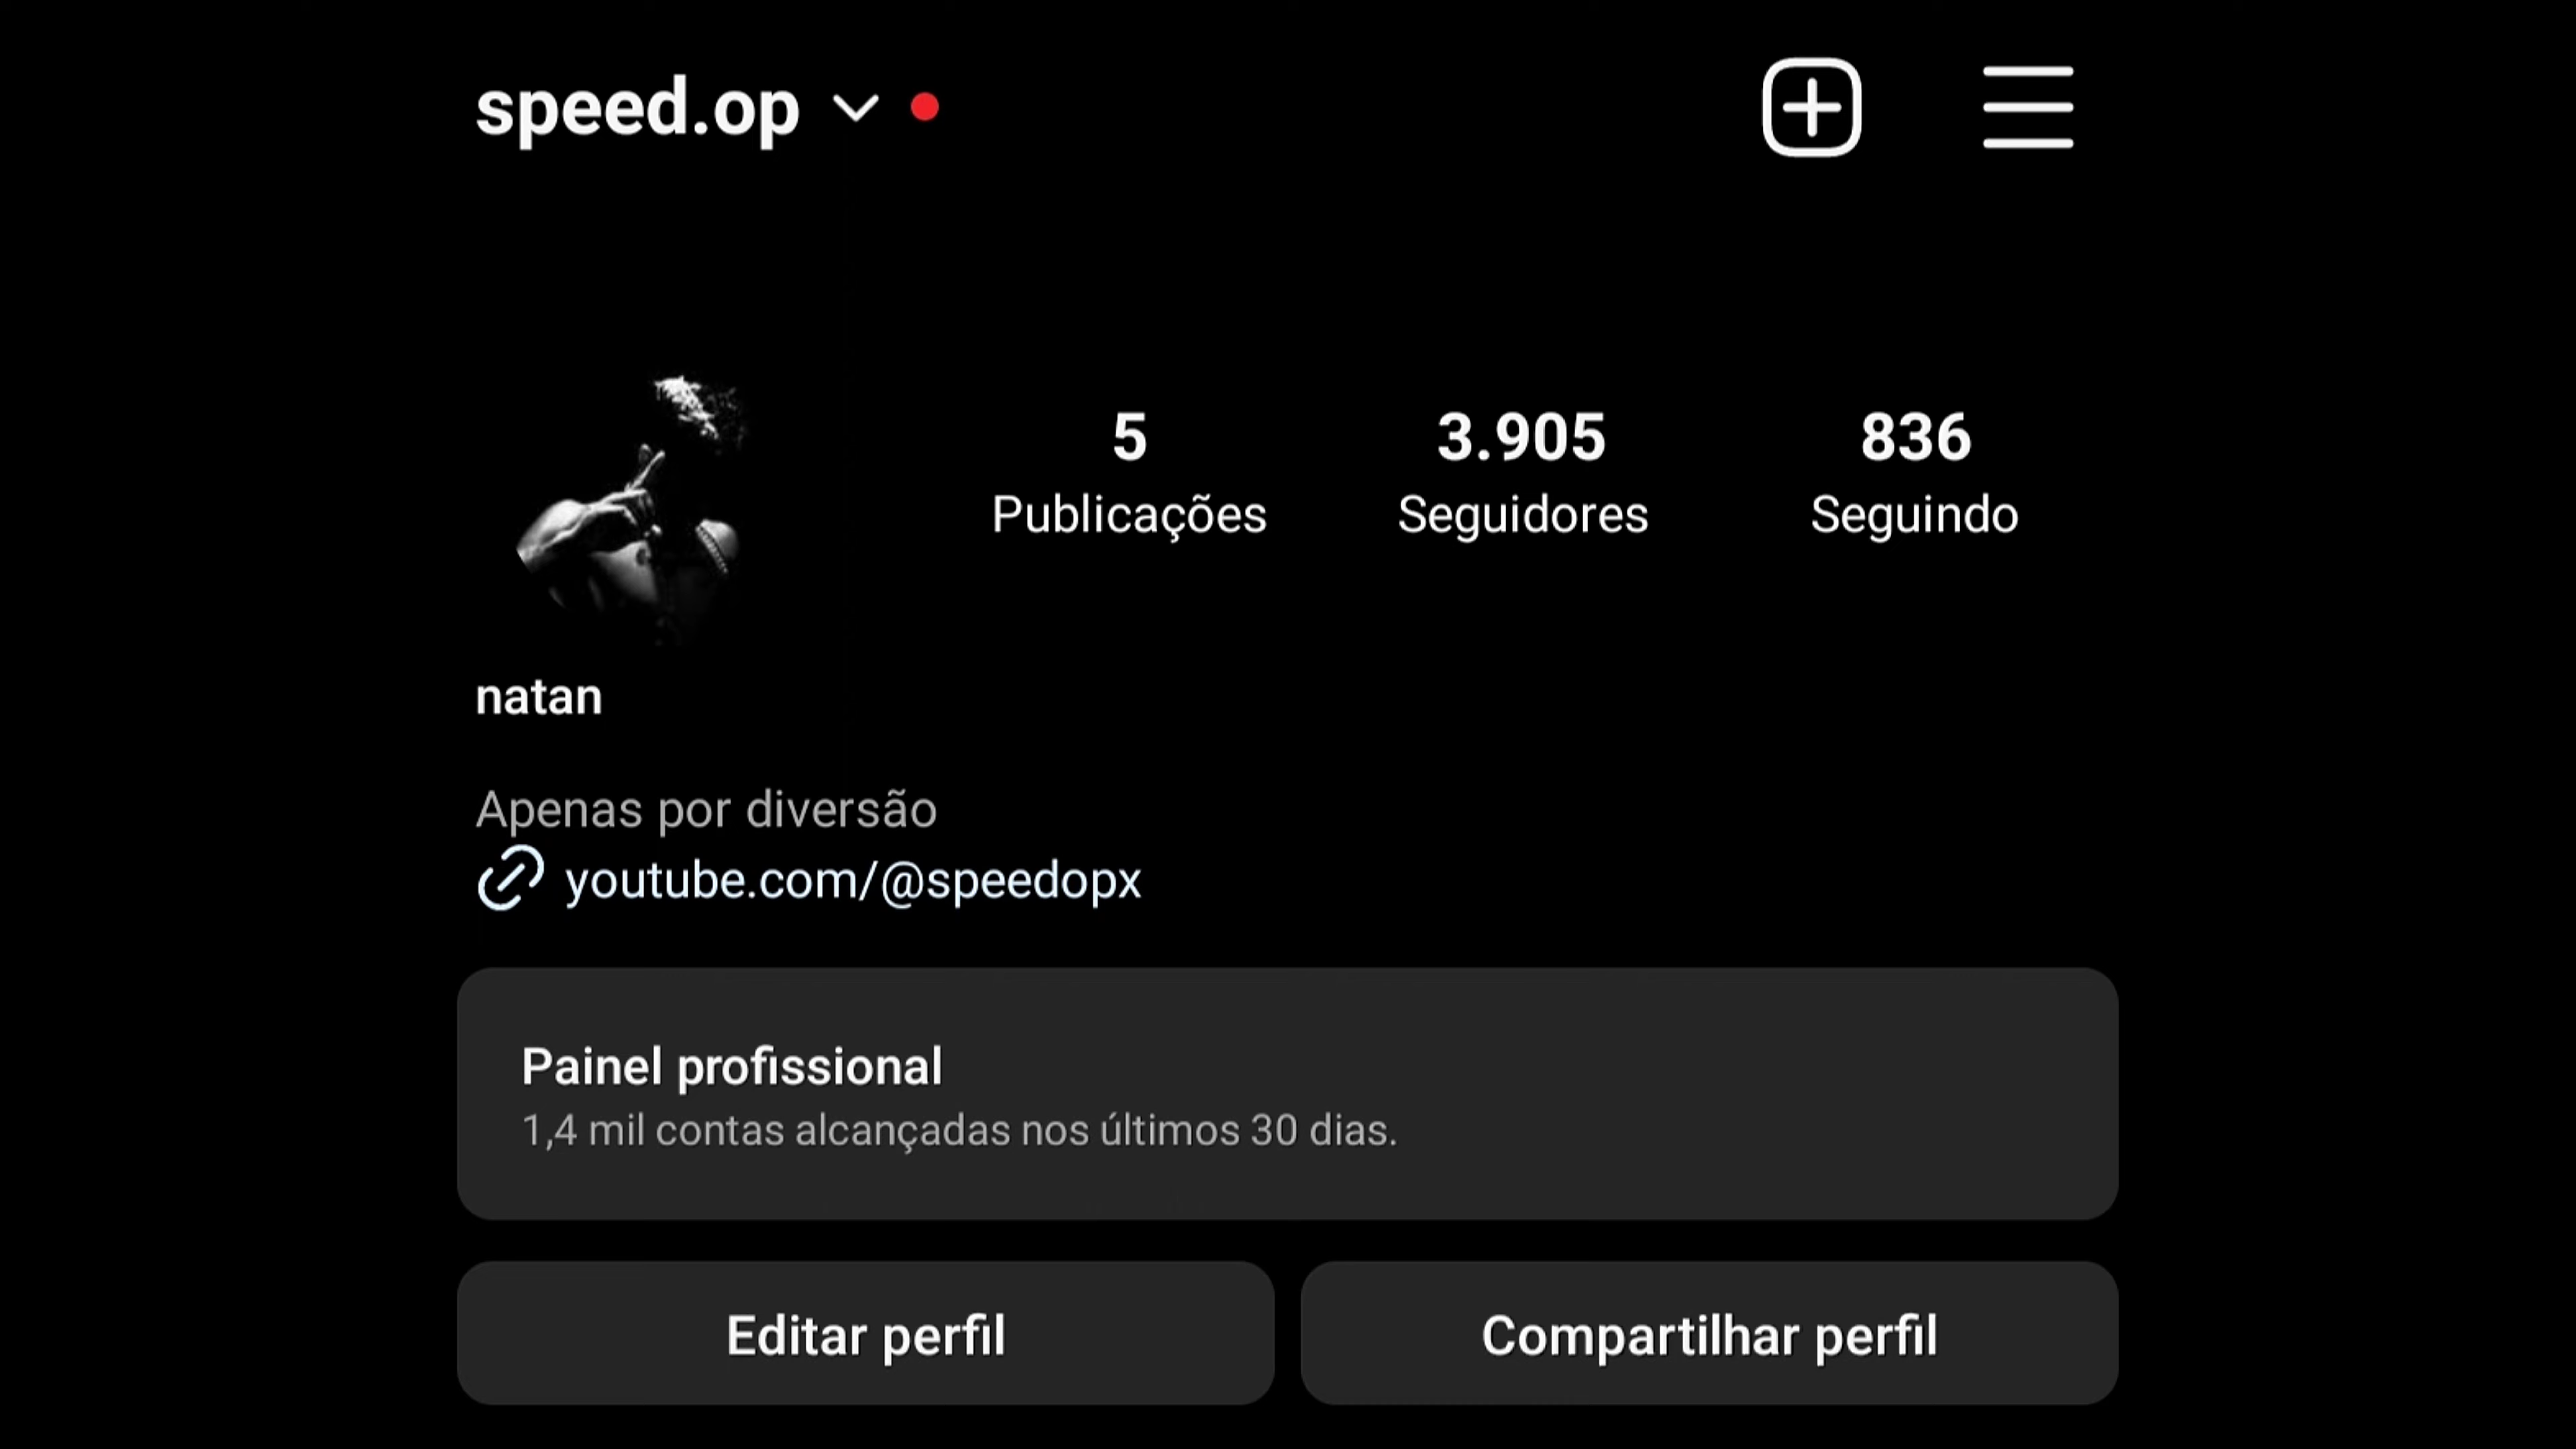 speed.op
5 3.905 836
Publicações Seguidores Seguindo
natan
Apenas por diversão
youtube.com/@speedopx
Painel profissional
1,4 mil contas alcançadas nos últimos 30 dias.
Editar perfil Compartilhar perfil